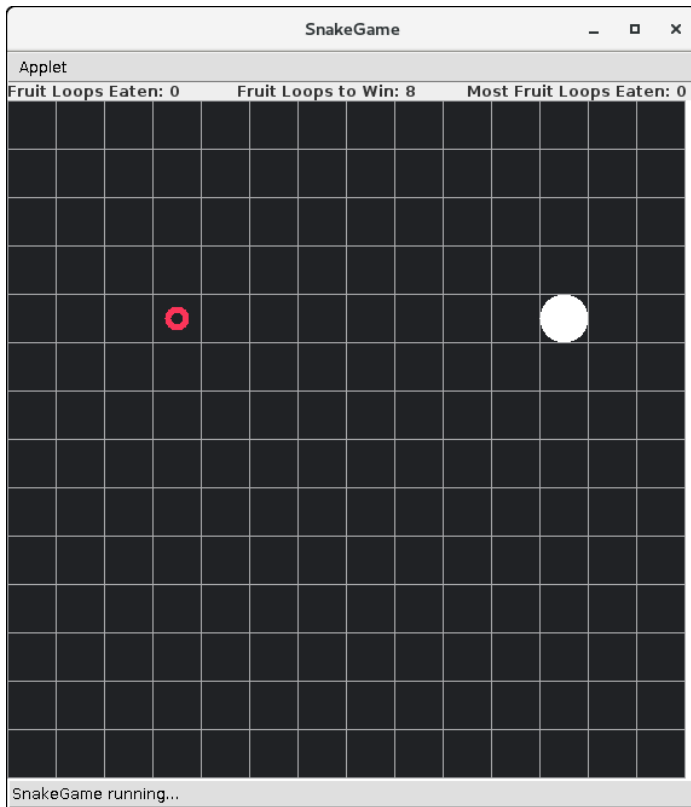 SnakeGame
Applet
Fruit Loops Eaten: 0 Fruit Loops to Win: 8 Most Fruit Loops Eaten: 0
SnakeGame running...